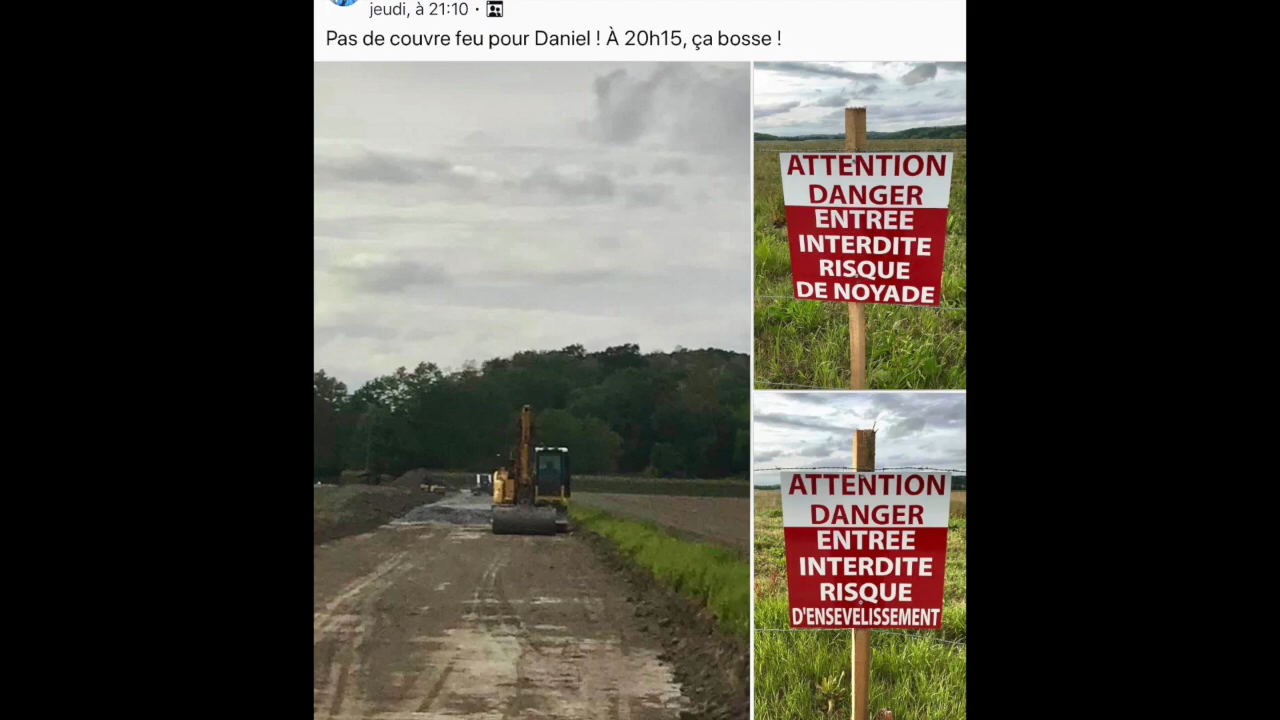 jeudi, à 21:10 ·
Pas de couvre feu pour Daniel ! À 20h15, ça bosse !
ATTENTION
DANGER
ENTREE
INTERDITE
RISQUE
DE NOYADE
ATTENTION
DANGER
ENTREE
INTERDITE
RISQUE
D'ENSEVELISSEMENT